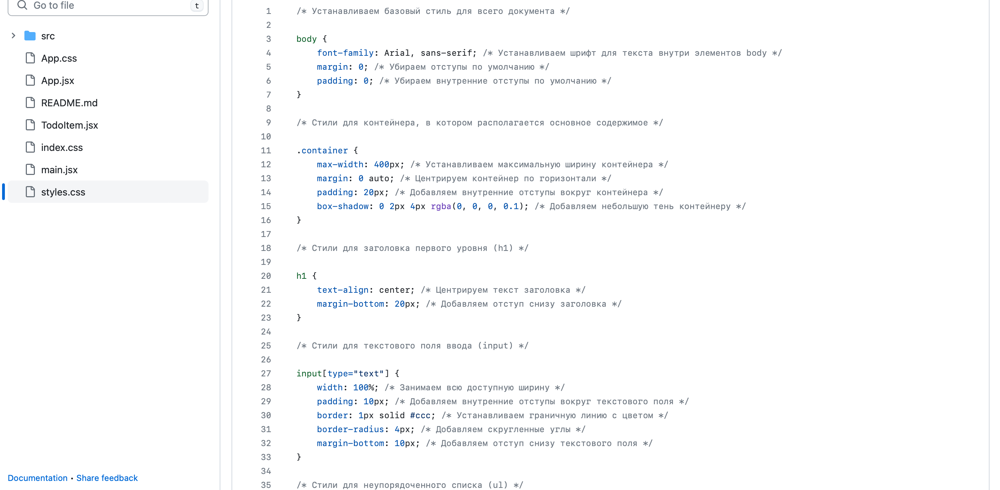 Go to file
t
src
App.css
App.jsx
README.md
TodoItem.jsx
index.css
main.jsx
styles.css
Documentation • Share feedback
1 /* Устанавливаем базовый стиль для всего документа */
2
3 body {
4     font-family: Arial, sans-serif; /* Устанавливаем шрифт для текста внутри элементов body */
5     margin: 0; /* Убираем отступы по умолчанию */
6     padding: 0; /* Убираем внутренние отступы по умолчанию */
7 }
8
9 /* Стили для контейнера, в котором располагается основное содержимое */
10
11 .container {
12     max-width: 400px; /* Устанавливаем максимальную ширину контейнера */
13     margin: 0 auto; /* Центрируем контейнер по горизонтали */
14     padding: 20px; /* Добавляем внутренние отступы вокруг контейнера */
15     box-shadow: 0 2px 4px rgba(0, 0, 0, 0.1); /* Добавляем небольшую тень контейнеру */
16 }
17
18 /* Стили для заголовка первого уровня (h1) */
19
20 h1 {
21     text-align: center; /* Центрируем текст заголовка */
22     margin-bottom: 20px; /* Добавляем отступ снизу заголовка */
23 }
24
25 /* Стили для текстового поля ввода (input) */
26
27 input[type="text"] {
28     width: 100%; /* Занимаем всю доступную ширину */
29     padding: 10px; /* Добавляем внутренние отступы вокруг текстового поля */
30     border: 1px solid #ccc; /* Устанавливаем граничную линию с цветом */
31     border-radius: 4px; /* Добавляем скругленные углы */
32     margin-bottom: 10px; /* Добавляем отступ снизу текстового поля */
33 }
34
35 /* Стили для неупорядоченного списка (ul) */